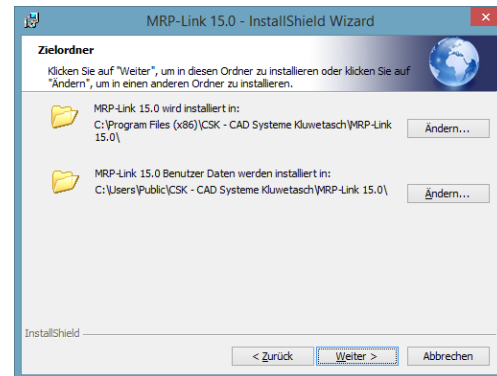 MRP-Link 15.0 - InstallShield Wizard
Zielordner
Klicken Sie auf "Weiter", um in diesen Ordner zu installieren oder klicken Sie auf
"Ändern", um in einen anderen Ordner zu installieren.
MRP-Link 15.0 wird installiert in:
C:\Program Files (x86)\CSK - CAD Systeme Kluwetasch\MRP-Link
15.0\
Ändern...
MRP-Link 15.0 Benutzer Daten werden installiert in:
C:\Users\Public\CSK - CAD Systeme Kluwetasch\MRP-Link 15.0\
Ändern...
InstallShield
< Zurück Weiter > Abbrechen